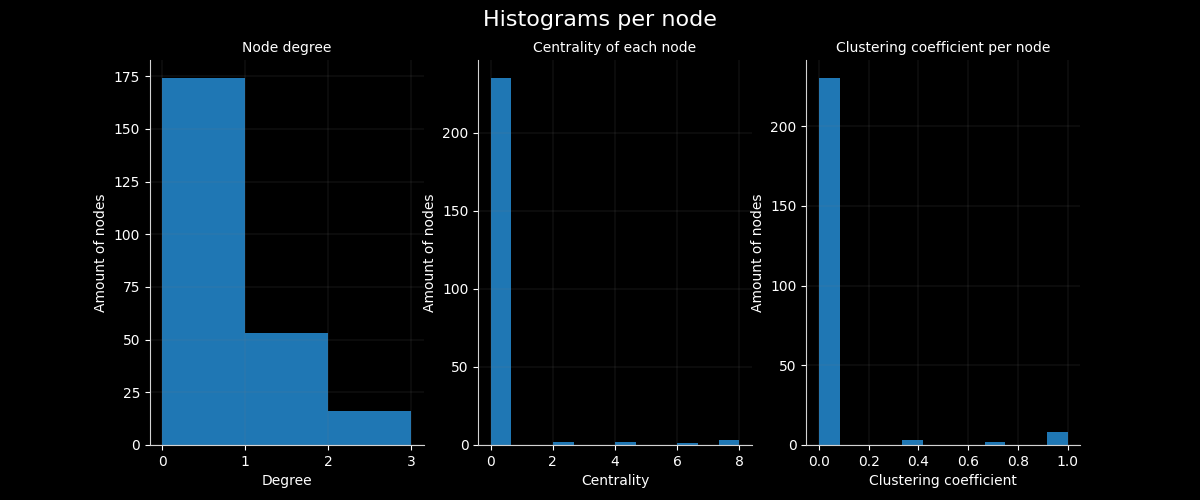 Histograms per node
Node degree
175
150
125
100
75
50
25
0
0 1 2 3
Amount of nodes
Degree
Centrality of each node
200
150
100
50
0
0 2 4 6 8
Amount of nodes
Centrality
Clustering coefficient per node
200
150
100
50
0
0.0 0.2 0.4 0.6 0.8 1.0
Amount of nodes
Clustering coefficient